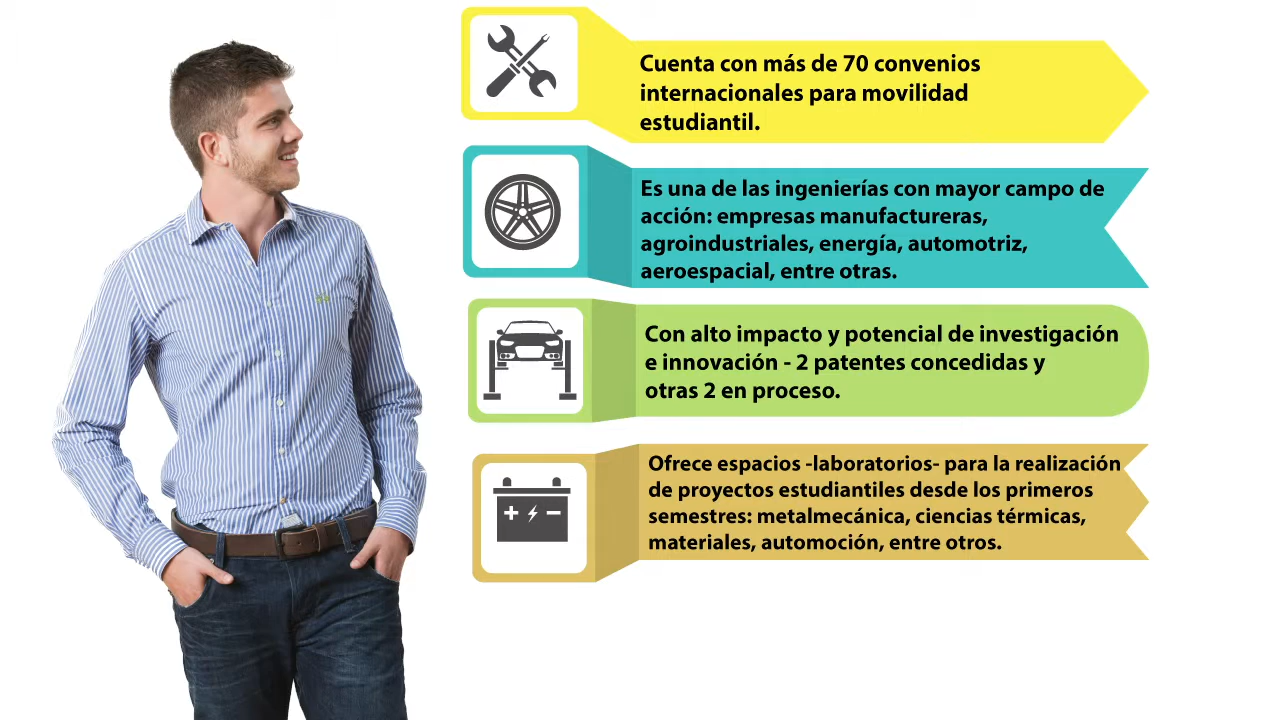 Cuenta con más de 70 convenios
internacionales para movilidad
estudiantil.
Es una de las ingenierías con mayor campo de
acción: empresas manufactureras,
agroindustriales, energía, automotriz,
aeroespacial, entre otras.
Con alto impacto y potencial de investigación
e innovación - 2 patentes concedidas y
otras 2 en proceso.
Ofrece espacios -laboratorios- para la realización
de proyectos estudiantiles desde los primeros
semestres: metalmecánica, ciencias térmicas,
materiales, automoción, entre otros.